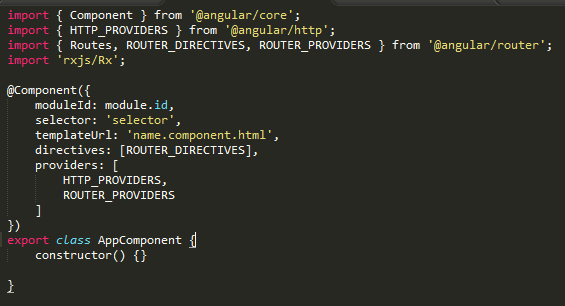 import { Component } from '@angular/core';
import { HTTP_PROVIDERS } from '@angular/http';
import { Routes, ROUTER_DIRECTIVES, ROUTER_PROVIDERS } from '@angular/router';
import 'rxjs/Rx';

@Component({
    moduleId: module.id,
    selector: 'selector',
    templateUrl: 'name.component.html',
    directives: [ROUTER_DIRECTIVES],
    providers: [
        HTTP_PROVIDERS,
        ROUTER_PROVIDERS
    ]
})
export class AppComponent {
    constructor() {}

}